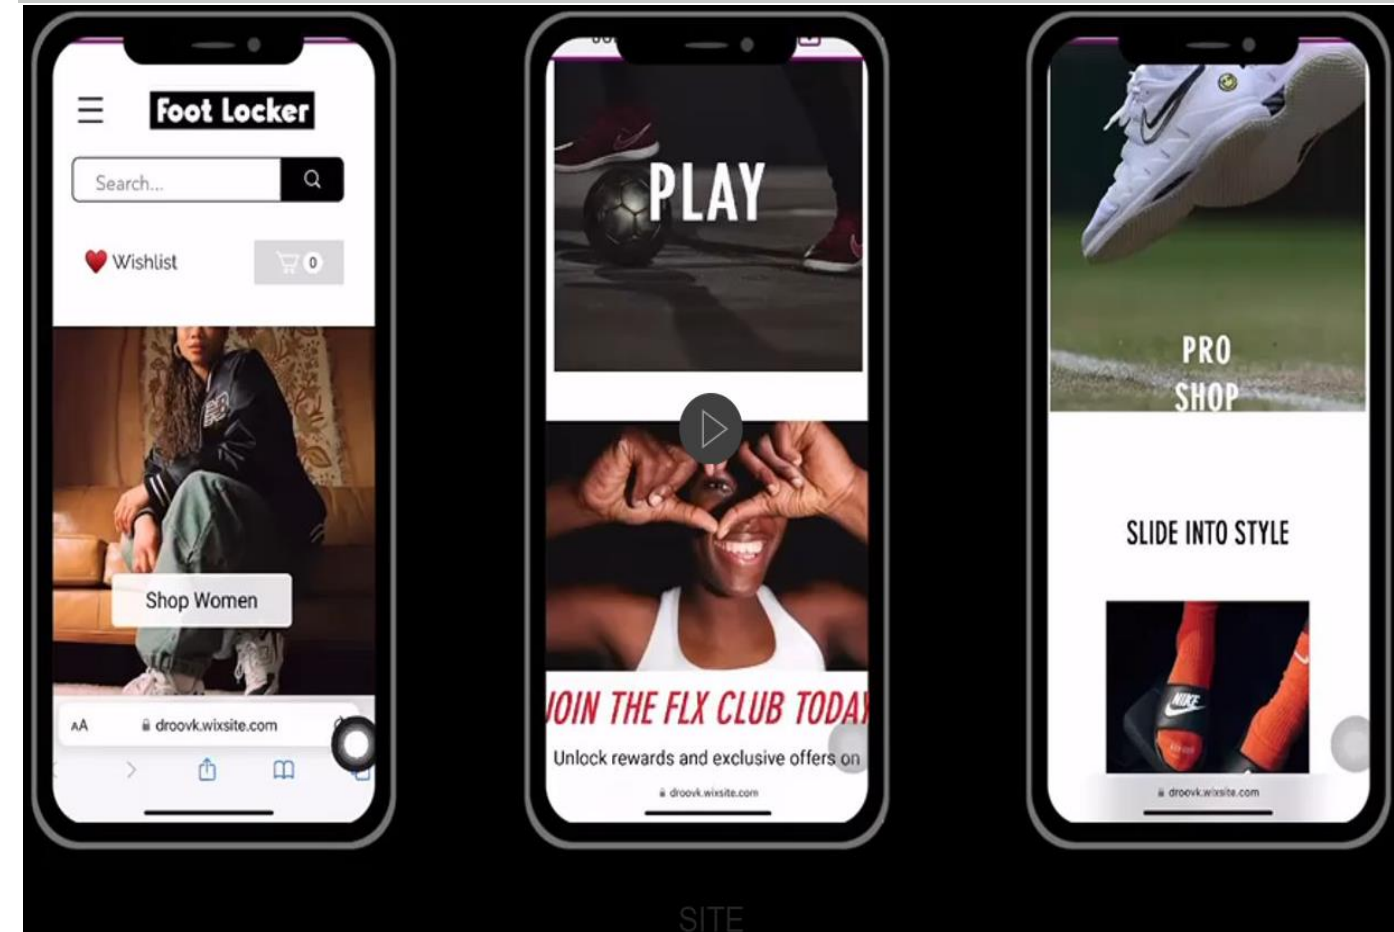 Foot Locker
Search...
Wishlist
0
Shop Women
AA
droovk.wixsite.com
PLAY
JOIN THE FLX CLUB TODAY
Unlock rewards and exclusive offers on
droovk.wixsite.com
PRO
SHOP
SLIDE INTO STYLE
NIKE
droovk.wixsite.com
SITE